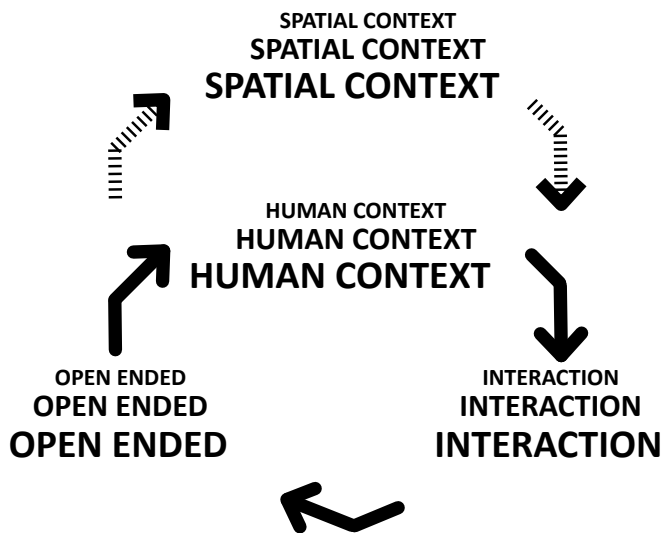 SPATIAL CONTEXT
SPATIAL CONTEXT
SPATIAL CONTEXT
HUMAN CONTEXT
HUMAN CONTEXT
HUMAN CONTEXT
OPEN ENDED
OPEN ENDED
OPEN ENDED
INTERACTION
INTERACTION
INTERACTION